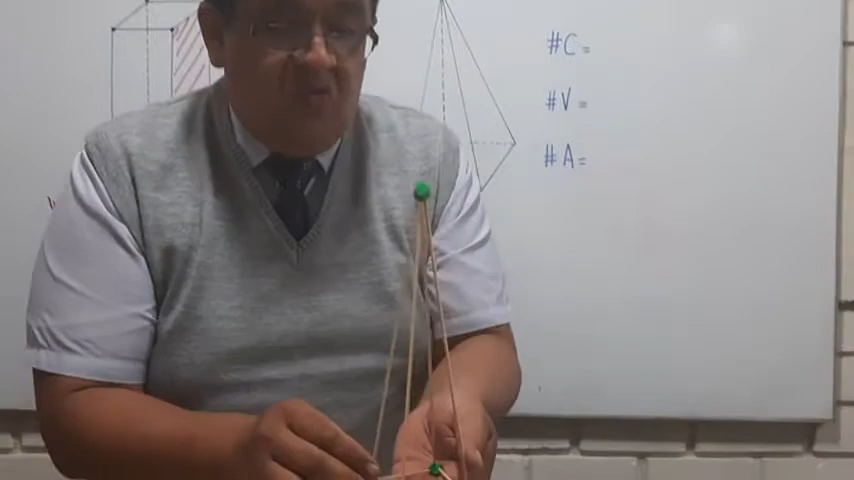 #C =
#V =
#A =